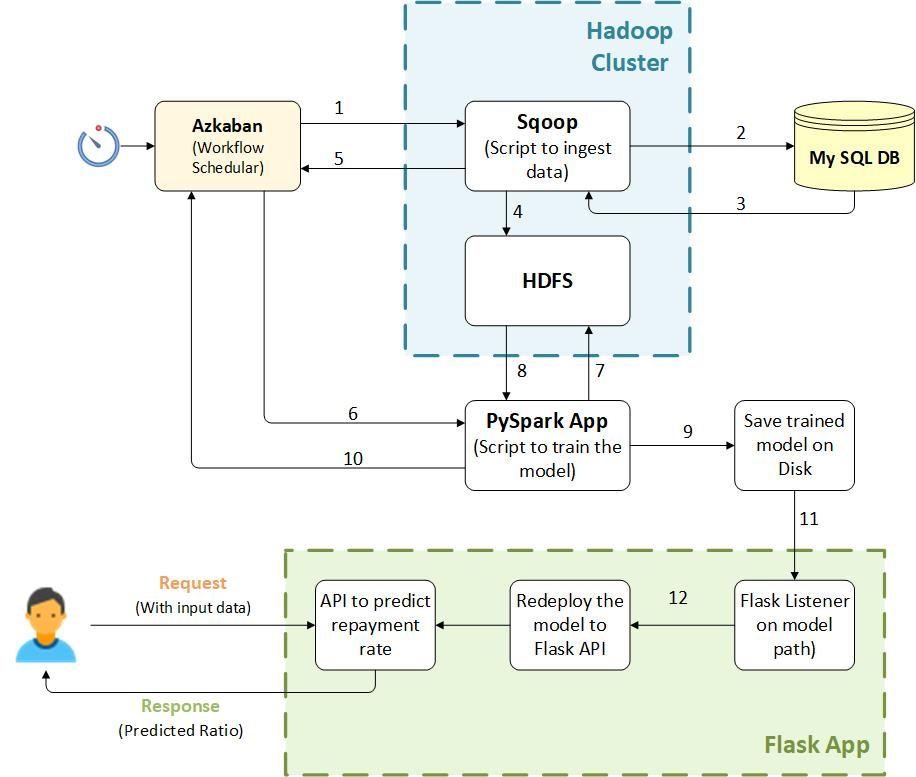 Hadoop
Cluster
Azkaban
(Workflow
Schedular)
1
5
Sqoop
(Script to ingest
data)
2
3
My SQL DB
4
HDFS
8
7
6
10
PySpark App
(Script to train the
model)
9
Save trained
model on
Disk
11
Request
(With input data)
API to predict
repayment
rate
Redeploy the
model to
Flask API
12
Flask Listener
on model
path)
Response
(Predicted Ratio)
Flask App